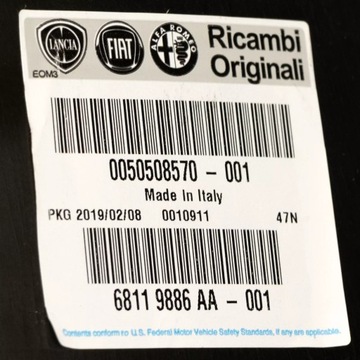 LANCIA
FIAT
ALFA ROMEO
Ricambi
Originali
EOM3
0050508570 - 001
Made in Italy
PKG 2019/02/08 0010911 47N
6811 9886 AA - 001
Contents conform ro U.S. Federal Motor Vehicle Safety Standards, if any are applicable.